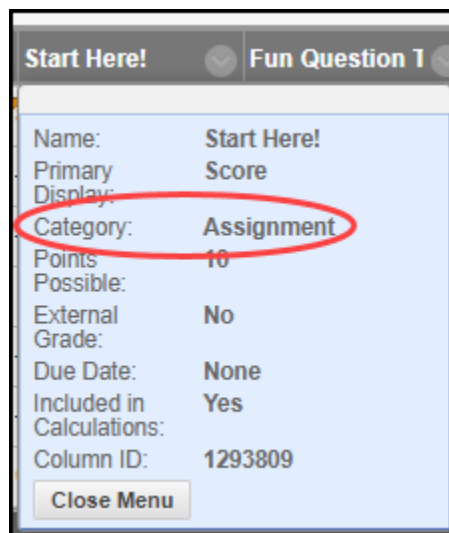 Start Here! Fun Question T
Name: Start Here!
Primary Score
Display:
Category: Assignment
Points 10
Possible:
External No
Grade:
Due Date: None
Included in Yes
Calculations:
Column ID: 1293809
Close Menu